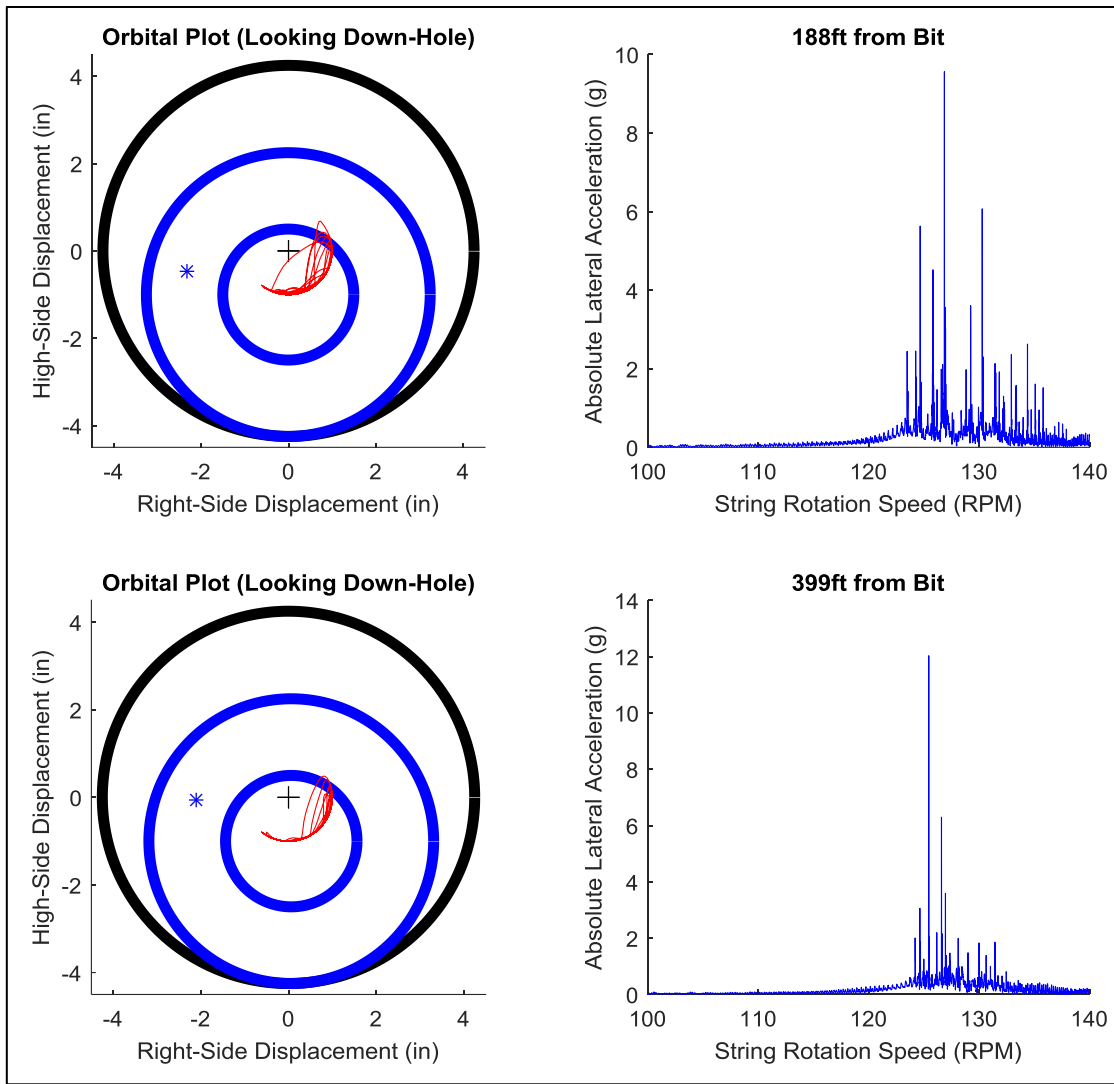 Orbital Plot (Looking Down-Hole)
High-Side Displacement (in)
4
2
0
-2
-4
-4 -2 0 2 4
Right-Side Displacement (in)
188ft from Bit
Absolute Lateral Acceleration (g)
10
8
6
4
2
0
100 110 120 130 140
String Rotation Speed (RPM)
Orbital Plot (Looking Down-Hole)
High-Side Displacement (in)
4
2
0
-2
-4
-4 -2 0 2 4
Right-Side Displacement (in)
399ft from Bit
Absolute Lateral Acceleration (g)
14
12
10
8
6
4
2
0
100 110 120 130 140
String Rotation Speed (RPM)